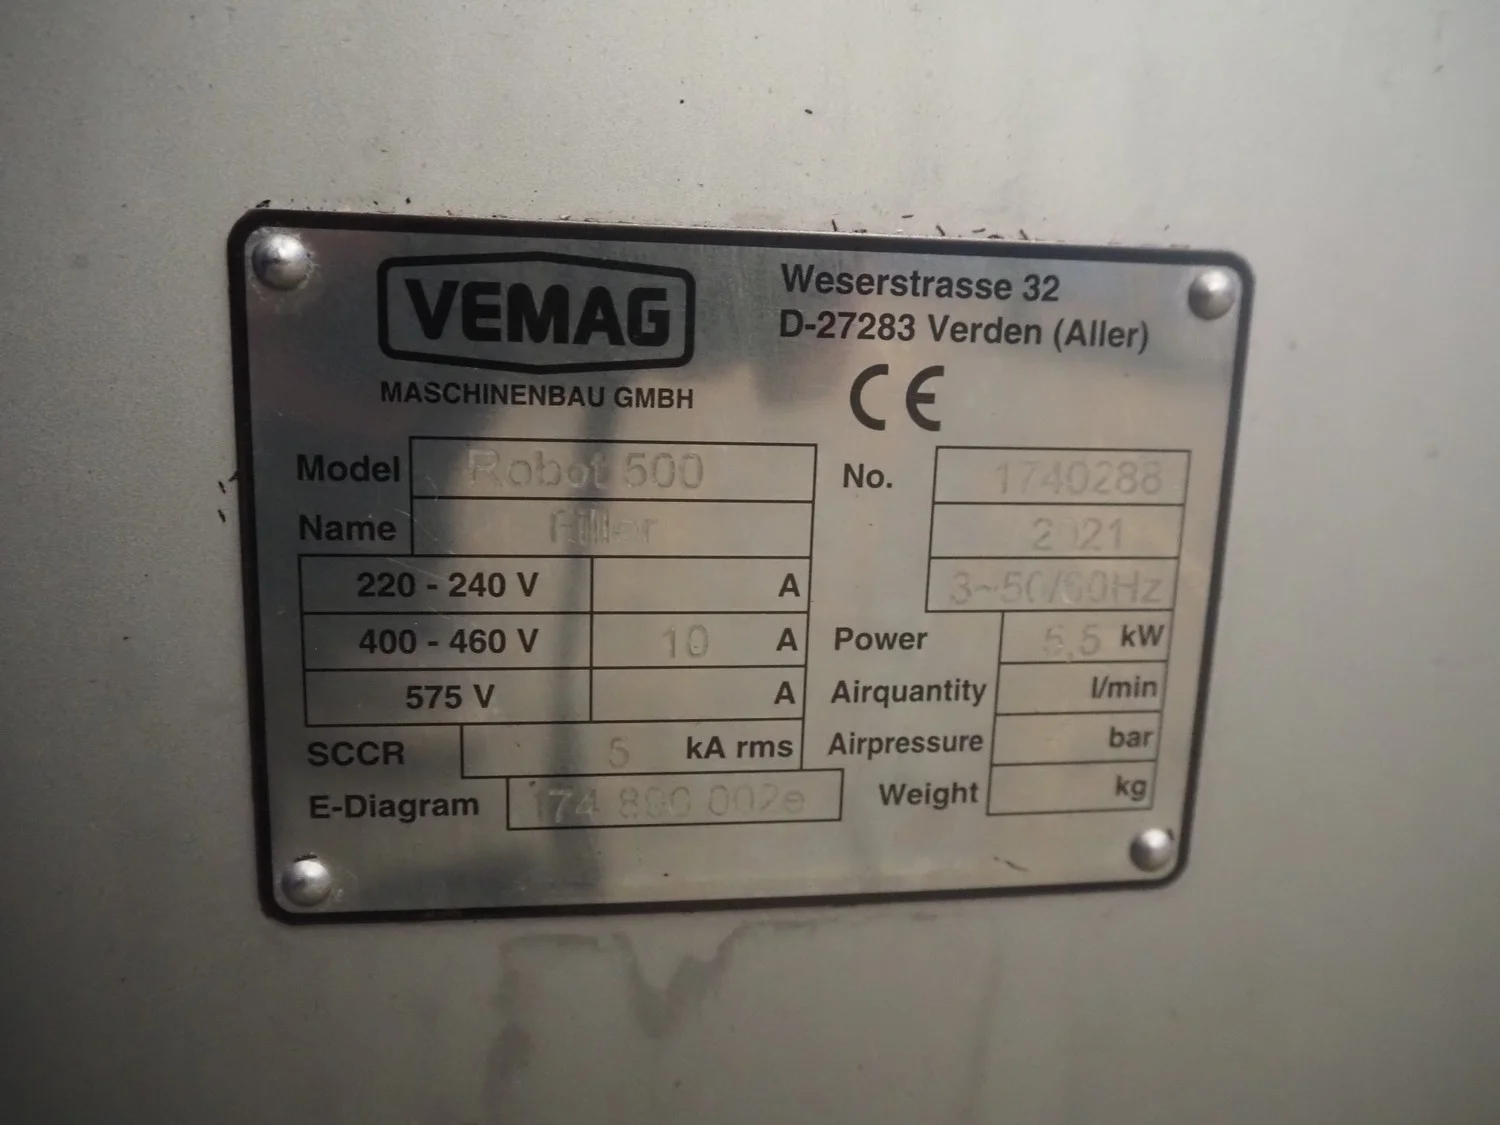 VEMAG
MASCHINENBAU GMBH
Weserstrasse 32
D-27283 Verden (Aller)
CE
Model Robot 500
Name Filler
220 - 240 V A
400 - 460 V 10 A
575 V A
SCCR 5 kA rms
E-Diagram 174 800 002e
No. 1740288
2021
3~50/60Hz
Power 5,5 kW
Airquantity l/min
Airpressure bar
Weight kg